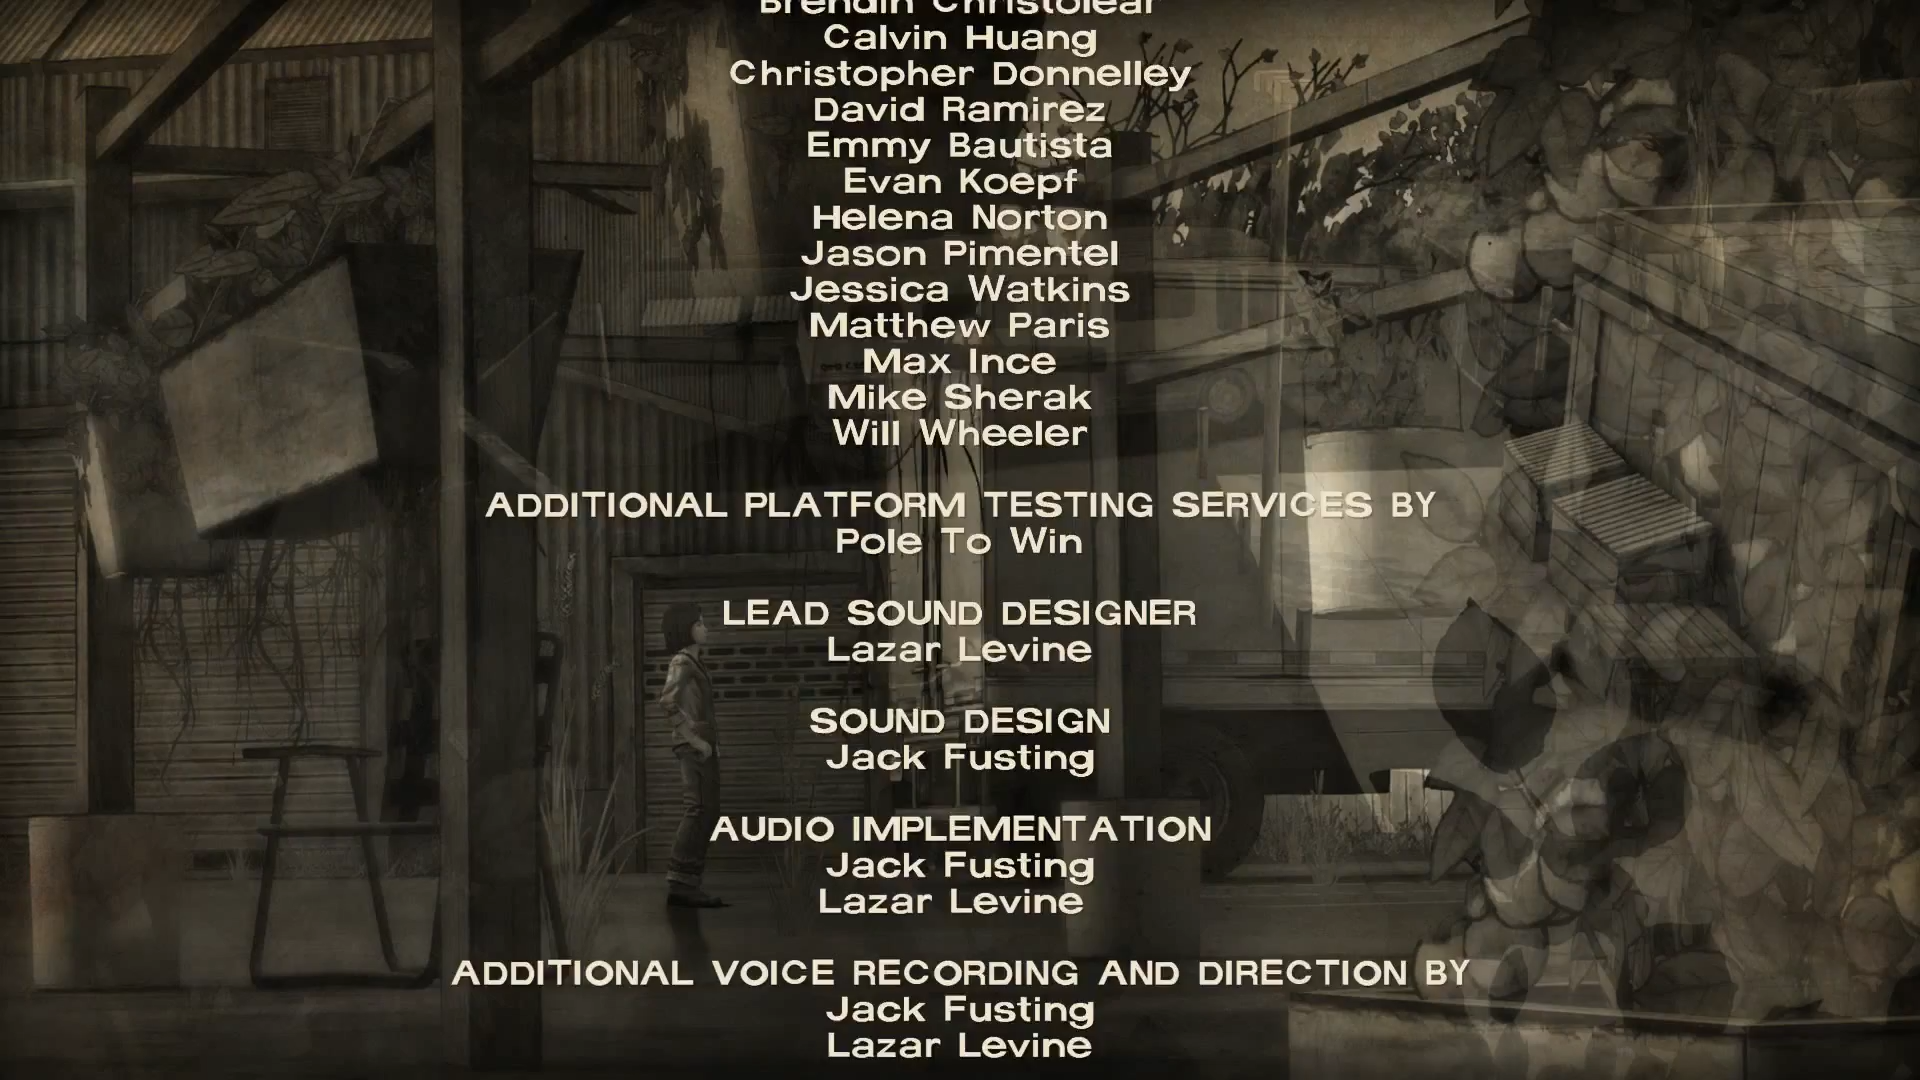 Brendin Christolear
Calvin Huang
Christopher Donnelley
David Ramirez
Emmy Bautista
Evan Koepf
Helena Norton
Jason Pimentel
Jessica Watkins
Matthew Paris
Max Ince
Mike Sherak
Will Wheeler
ADDITIONAL PLATFORM TESTING SERVICES BY
Pole To Win
LEAD SOUND DESIGNER
Lazar Levine
SOUND DESIGN
Jack Fusting
AUDIO IMPLEMENTATION
Jack Fusting
Lazar Levine
ADDITIONAL VOICE RECORDING AND DIRECTION BY
Jack Fusting
Lazar Levine